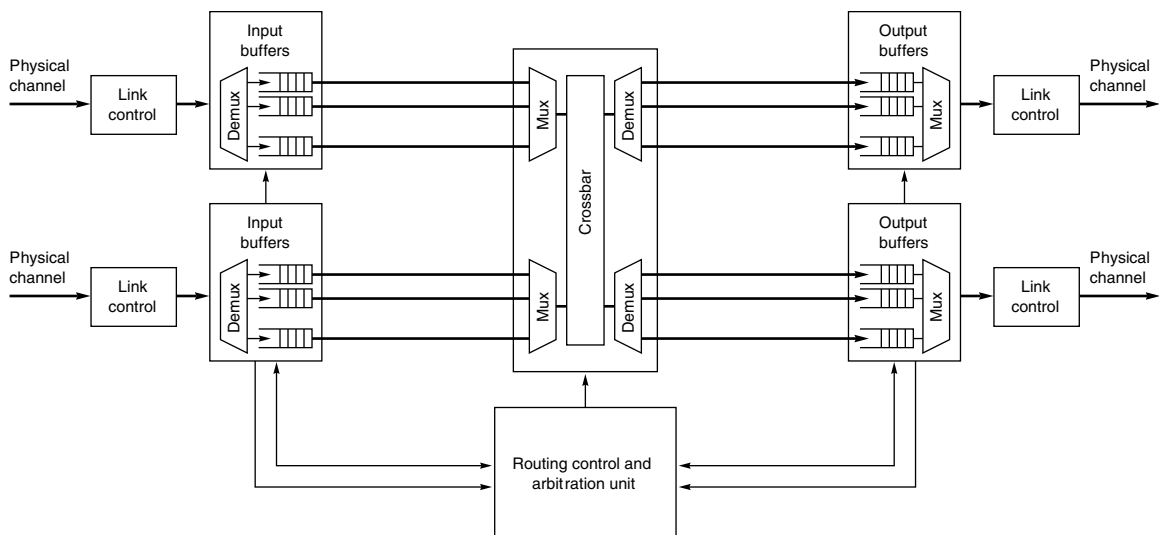 Input
buffers
Output
buffers
Physical
channel
Link
control
Demux
Mux
Demux
Mux
Link
control
Physical
channel
Crossbar
Input
buffers
Output
buffers
Physical
channel
Link
control
Demux
Mux
Demux
Mux
Link
control
Physical
channel
Routing control and
arbitration unit